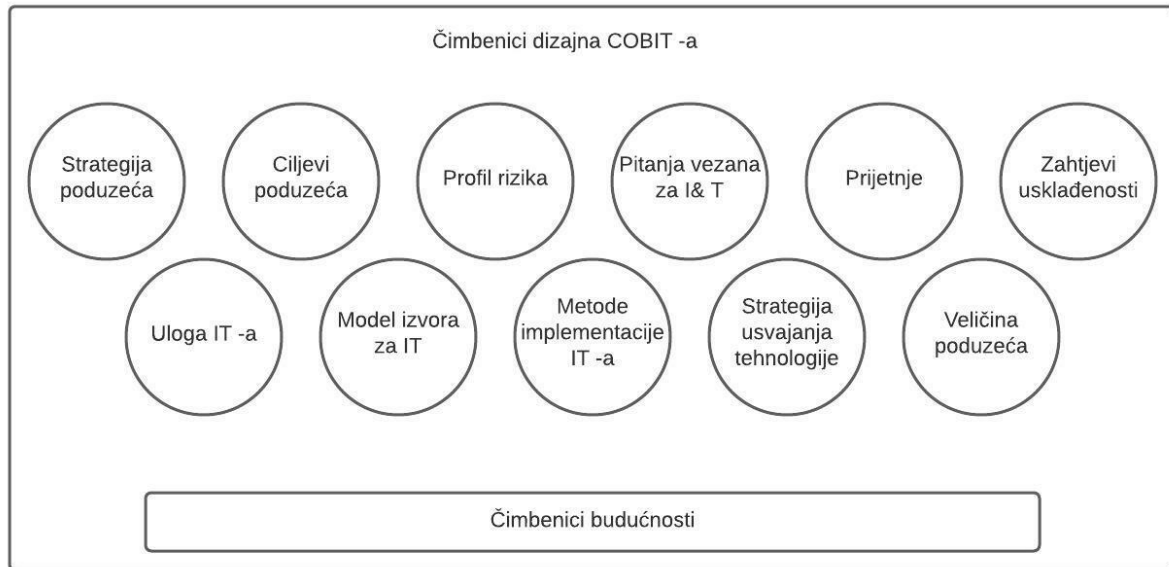 Čimbenici dizajna COBIT -a
Strategija
poduzeća
Ciljevi
poduzeća
Profil rizika
Pitanja vezana
za I& T
Prijetnje
Zahtjevi
usklađenosti
Uloga IT -a
Model izvora
za IT
Metode
implementacije
IT -a
Strategija
usvajanja
tehnologije
Veličina
poduzeća
Čimbenici budućnosti